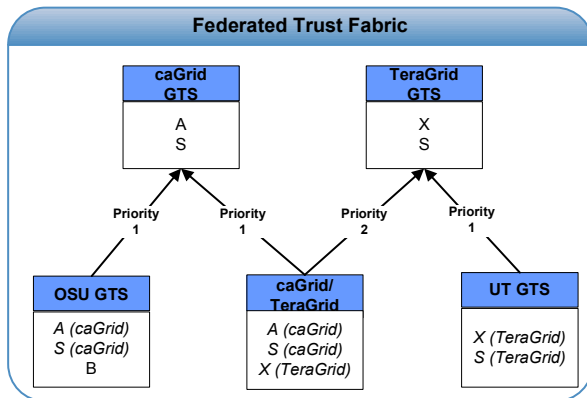 Federated Trust Fabric
caGrid
GTS
A
S
TeraGrid
GTS
X
S
Priority
1
Priority
1
Priority
2
Priority
1
OSU GTS
A (caGrid)
S (caGrid)
B
caGrid/
TeraGrid
A (caGrid)
S (caGrid)
X (TeraGrid)
UT GTS
X (TeraGrid)
S (TeraGrid)